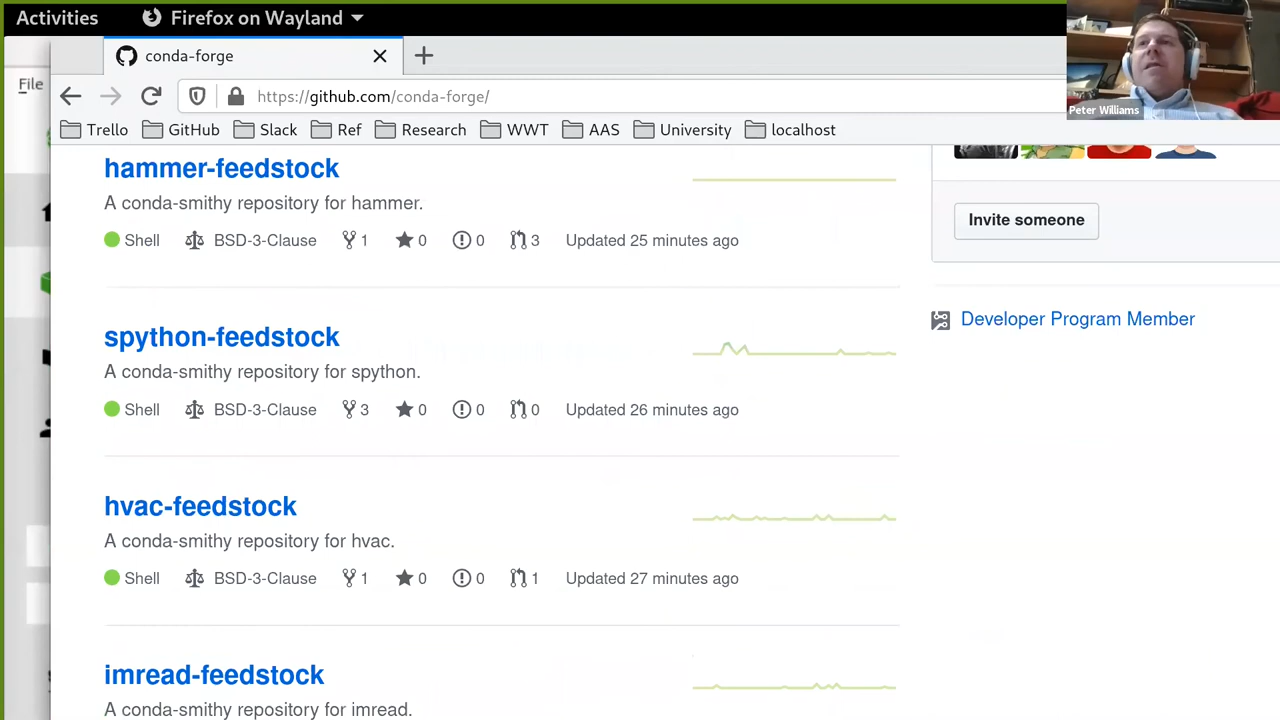 Activities Firefox on Wayland
File
conda-forge
https://github.com/conda-forge/
Peter Williams
Trello GitHub Slack Ref Research WWT AAS University localhost
hammer-feedstock
A conda-smithy repository for hammer.
Shell BSD-3-Clause 1 0 0 3 Updated 25 minutes ago
spython-feedstock
A conda-smithy repository for spython.
Shell BSD-3-Clause 3 0 0 0 Updated 26 minutes ago
hvac-feedstock
A conda-smithy repository for hvac.
Shell BSD-3-Clause 1 0 0 1 Updated 27 minutes ago
imread-feedstock
A conda-smithy repository for imread.
Invite someone
Developer Program Member